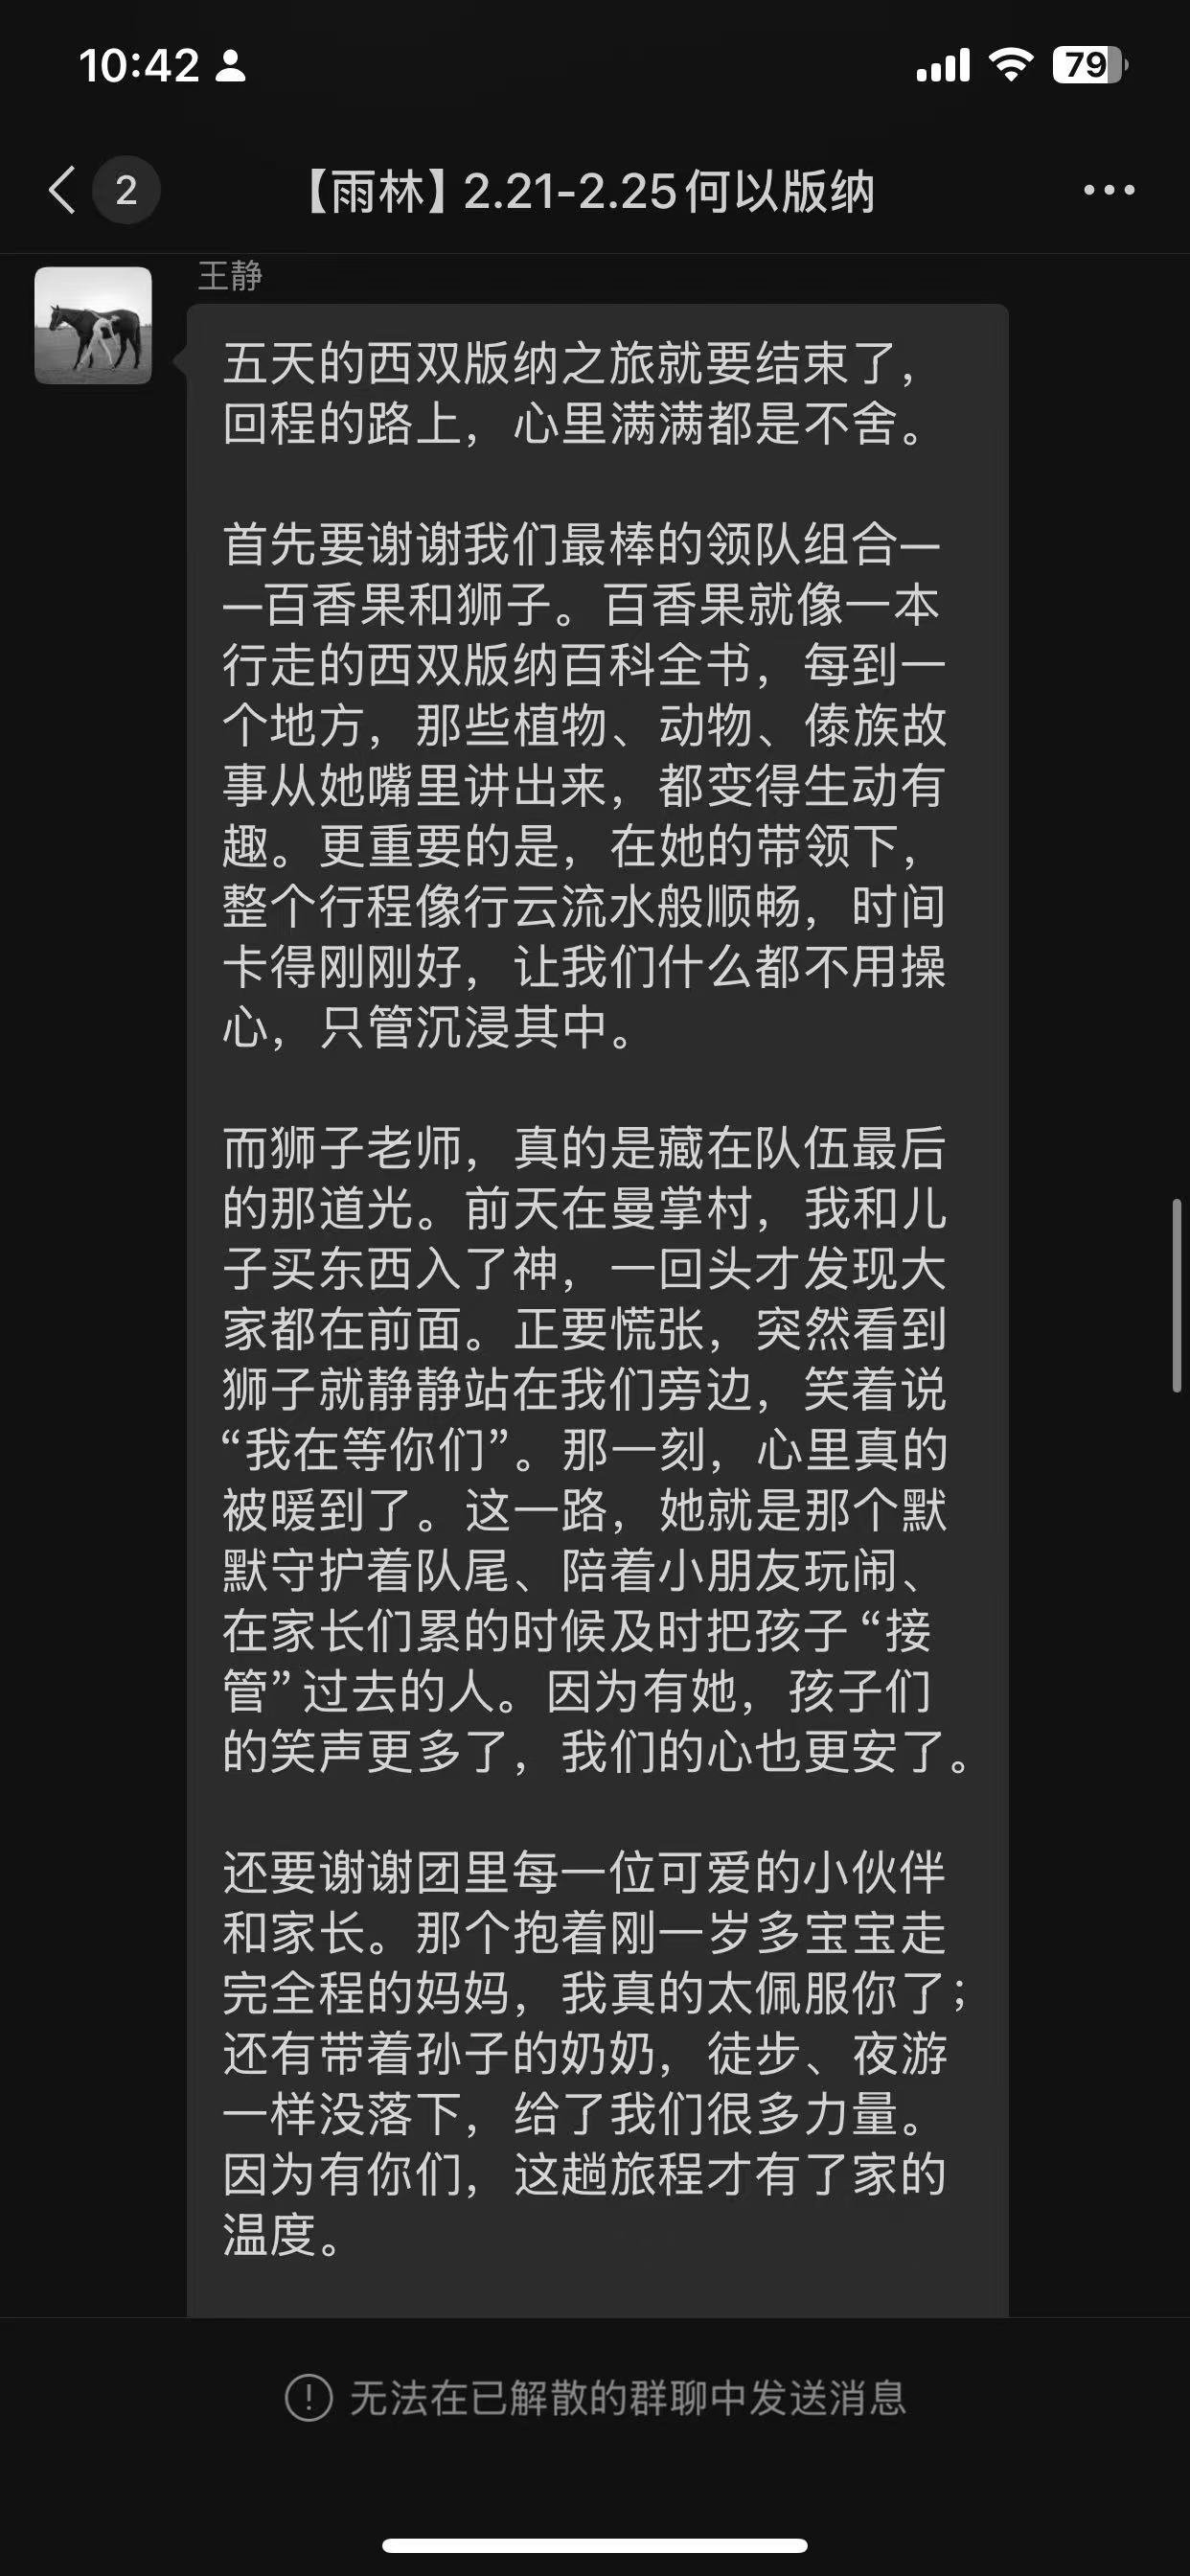 10:42
79
2
【雨林】2.21-2.25何以版纳
王静
五天的西双版纳之旅就要结束了，
回程的路上，心里满满都是不舍。
首先要谢谢我们最棒的领队组合—
—百香果和狮子。百香果就像一本
行走的西双版纳百科全书，每到一
个地方，那些植物、动物、傣族故
事从她嘴里讲出来，都变得生动有
趣。更重要的是，在她的带领下，
整个行程像行云流水般顺畅，时间
卡得刚刚好，让我们什么都不用操
心，只管沉浸其中。
而狮子老师，真的是藏在队伍最后
的那道光。前天在曼掌村，我和儿
子买东西入了神，一回头才发现大
家都在前面。正要慌张，突然看到
狮子就静静站在我们旁边，笑着说
“我在等你们”。那一刻，心里真的
被暖到了。这一路，她就是那个默
默守护着队尾、陪着小朋友玩闹、
在家长们累的时候及时把孩子 “接
管” 过去的人。因为有她，孩子们
的笑声更多了，我们的心也更安了。
还要谢谢团里每一位可爱的小伙伴
和家长。那个抱着刚一岁多宝宝走
完全程的妈妈，我真的太佩服你了；
还有带着孙子的奶奶，徒步、夜游
一样没落下，给了我们很多力量。
因为有你们，这趟旅程才有了家的
温度。
无法在已解散的群聊中发送消息